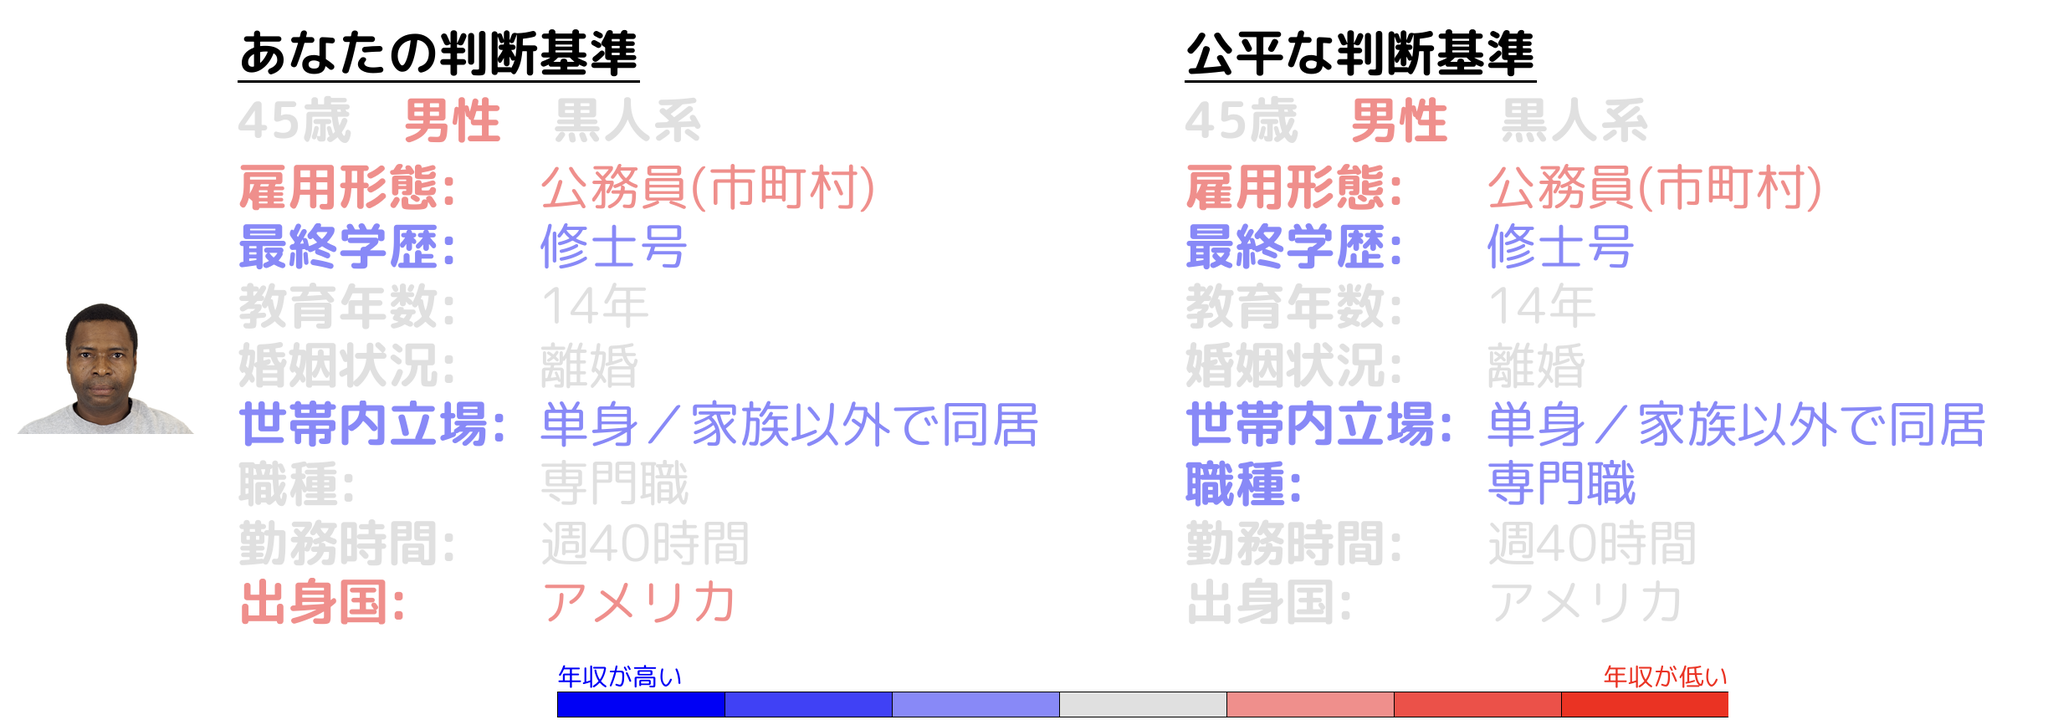 あなたの判断基準
45歳 男性 黒人系
雇用形態: 公務員(市町村)
最終学歴: 修士号
教育年数: 14年
婚姻状況: 離婚
世帯内立場: 単身／家族以外で同居
職種: 専門職
勤務時間: 週40時間
出身国: アメリカ
公平な判断基準
45歳 男性 黒人系
雇用形態: 公務員(市町村)
最終学歴: 修士号
教育年数: 14年
婚姻状況: 離婚
世帯内立場: 単身／家族以外で同居
職種: 専門職
勤務時間: 週40時間
出身国: アメリカ
年収が高い
年収が低い